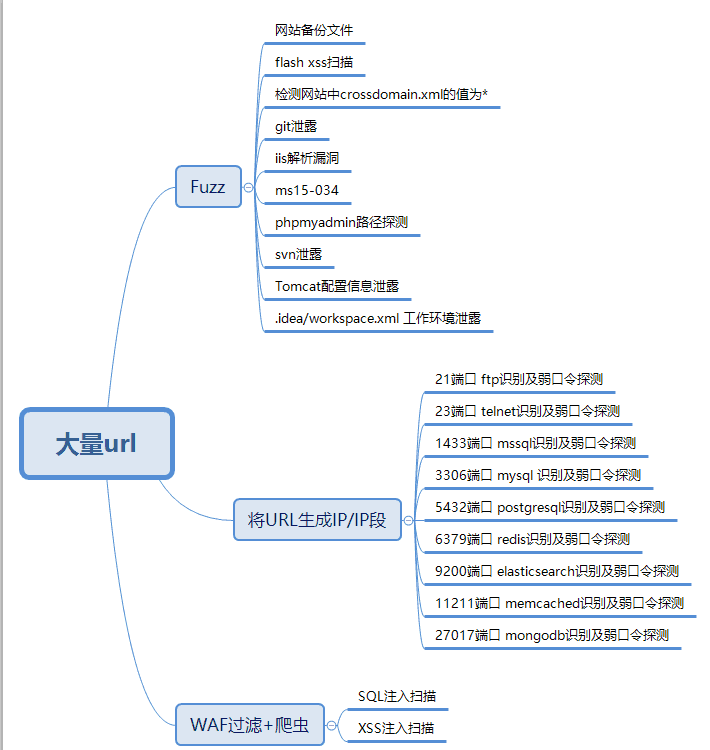 网站备份文件
flash xss扫描
检测网站中crossdomain.xml的值为*
git泄露
iis解析漏洞
Fuzz
ms15-034
phpmyadmin路径探测
svn泄露
Tomcat配置信息泄露
.idea/workspace.xml 工作环境泄露
大量url
21端口 ftp识别及弱口令探测
23端口 telnet识别及弱口令探测
1433端口 mssql识别及弱口令探测
3306端口 mysql 识别及弱口令探测
将URL生成IP/IP段
5432端口 postgresql识别及弱口令探测
6379端口 redis识别及弱口令探测
9200端口 elasticsearch识别及弱口令探测
11211端口 memcached识别及弱口令探测
27017端口 mongodb识别及弱口令探测
WAF过滤+爬虫
SQL注入扫描
XSS注入扫描